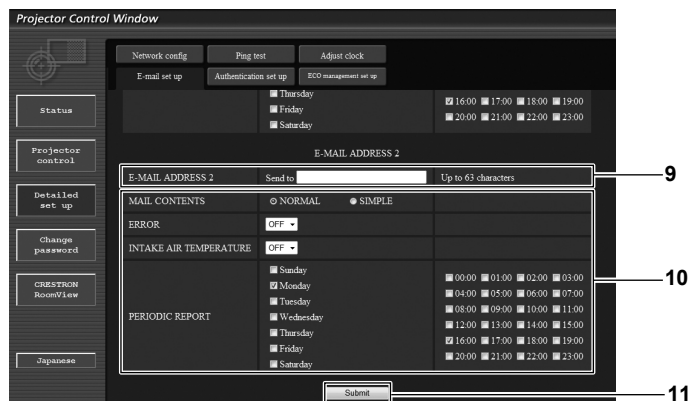 Projector Control Window
Network config Ping test Adjust clock
E-mail set up Authentication set up ECO management set up
Status
Projector control
Detailed set up
Change password
CRESTRON RoomView
Japanese
Thursday
Friday
Saturday
16:00 17:00 18:00 19:00
20:00 21:00 22:00 23:00
E-MAIL ADDRESS 2
E-MAIL ADDRESS 2 Send to Up to 63 characters
9
MAIL CONTENTS NORMAL SIMPLE
ERROR OFF
INTAKE AIR TEMPERATURE OFF
PERIODIC REPORT
Sunday
Monday
Tuesday
Wednesday
Thursday
Friday
Saturday
00:00 01:00 02:00 03:00
04:00 05:00 06:00 07:00
08:00 09:00 10:00 11:00
12:00 13:00 14:00 15:00
16:00 17:00 18:00 19:00
20:00 21:00 22:00 23:00
10
Submit
11